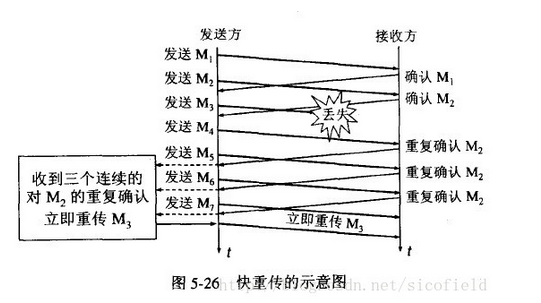 发送方
接收方
发送 M₁
确认 M₁
发送 M₂
确认 M₂
发送 M₃
丢失
发送 M₄
重复确认 M₂
发送 M₅
重复确认 M₂
发送 M₆
重复确认 M₂
发送 M₇
收到三个连续的
对 M₂ 的重复确认
立即重传 M₃
立即重传 M₃
t
t
图 5-26 快重传的示意图